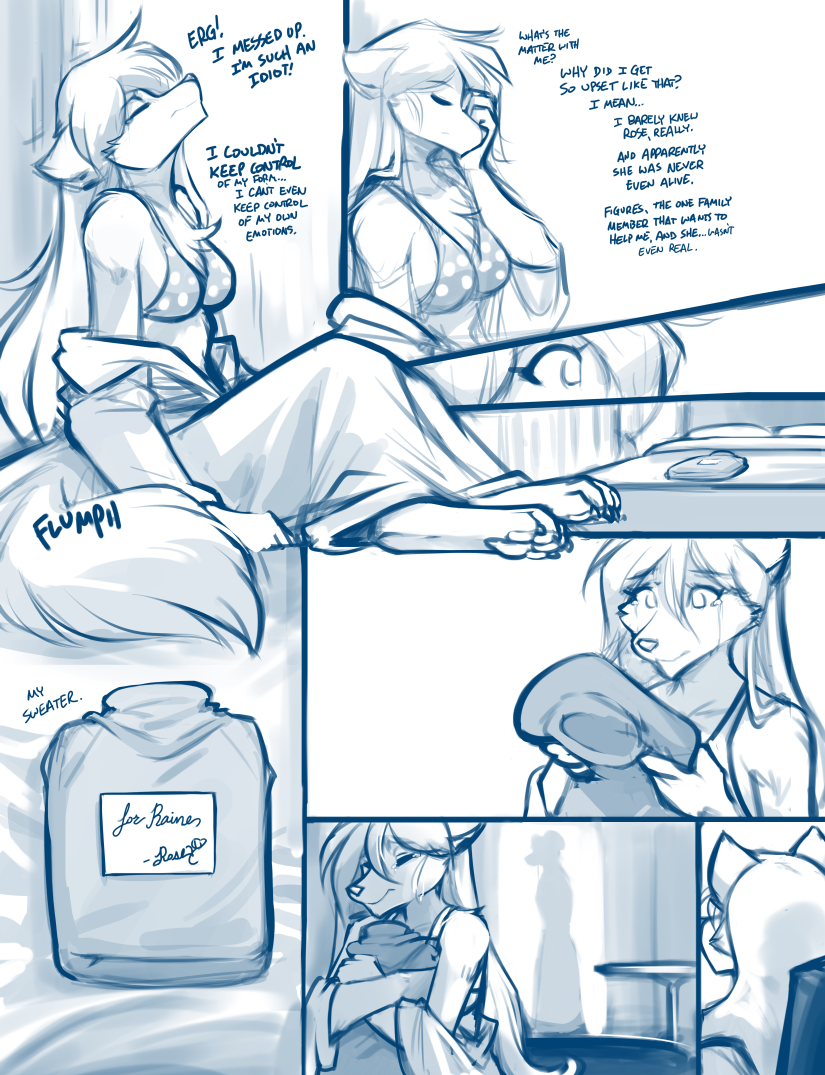 ERG!
I MESSED UP.
I'M SUCH AN
IDIOT!
I COULDN'T
KEEP CONTROL
OF MY FORM...
I CAN'T EVEN
KEEP CONTROL
OF MY OWN
EMOTIONS.
WHAT'S THE
MATTER WITH
ME?
WHY DID I GET
SO UPSET LIKE THAT?
I MEAN...
I BARELY KNEW
ROSE, REALLY.
AND APPARENTLY
SHE WAS NEVER
EVEN ALIVE.
FIGURES, THE ONE FAMILY
MEMBER THAT WANTS TO
HELP ME, AND SHE... WASN'T
EVEN REAL.
FLUMPH
MY
SWEATER.
for Raine,
-Rose